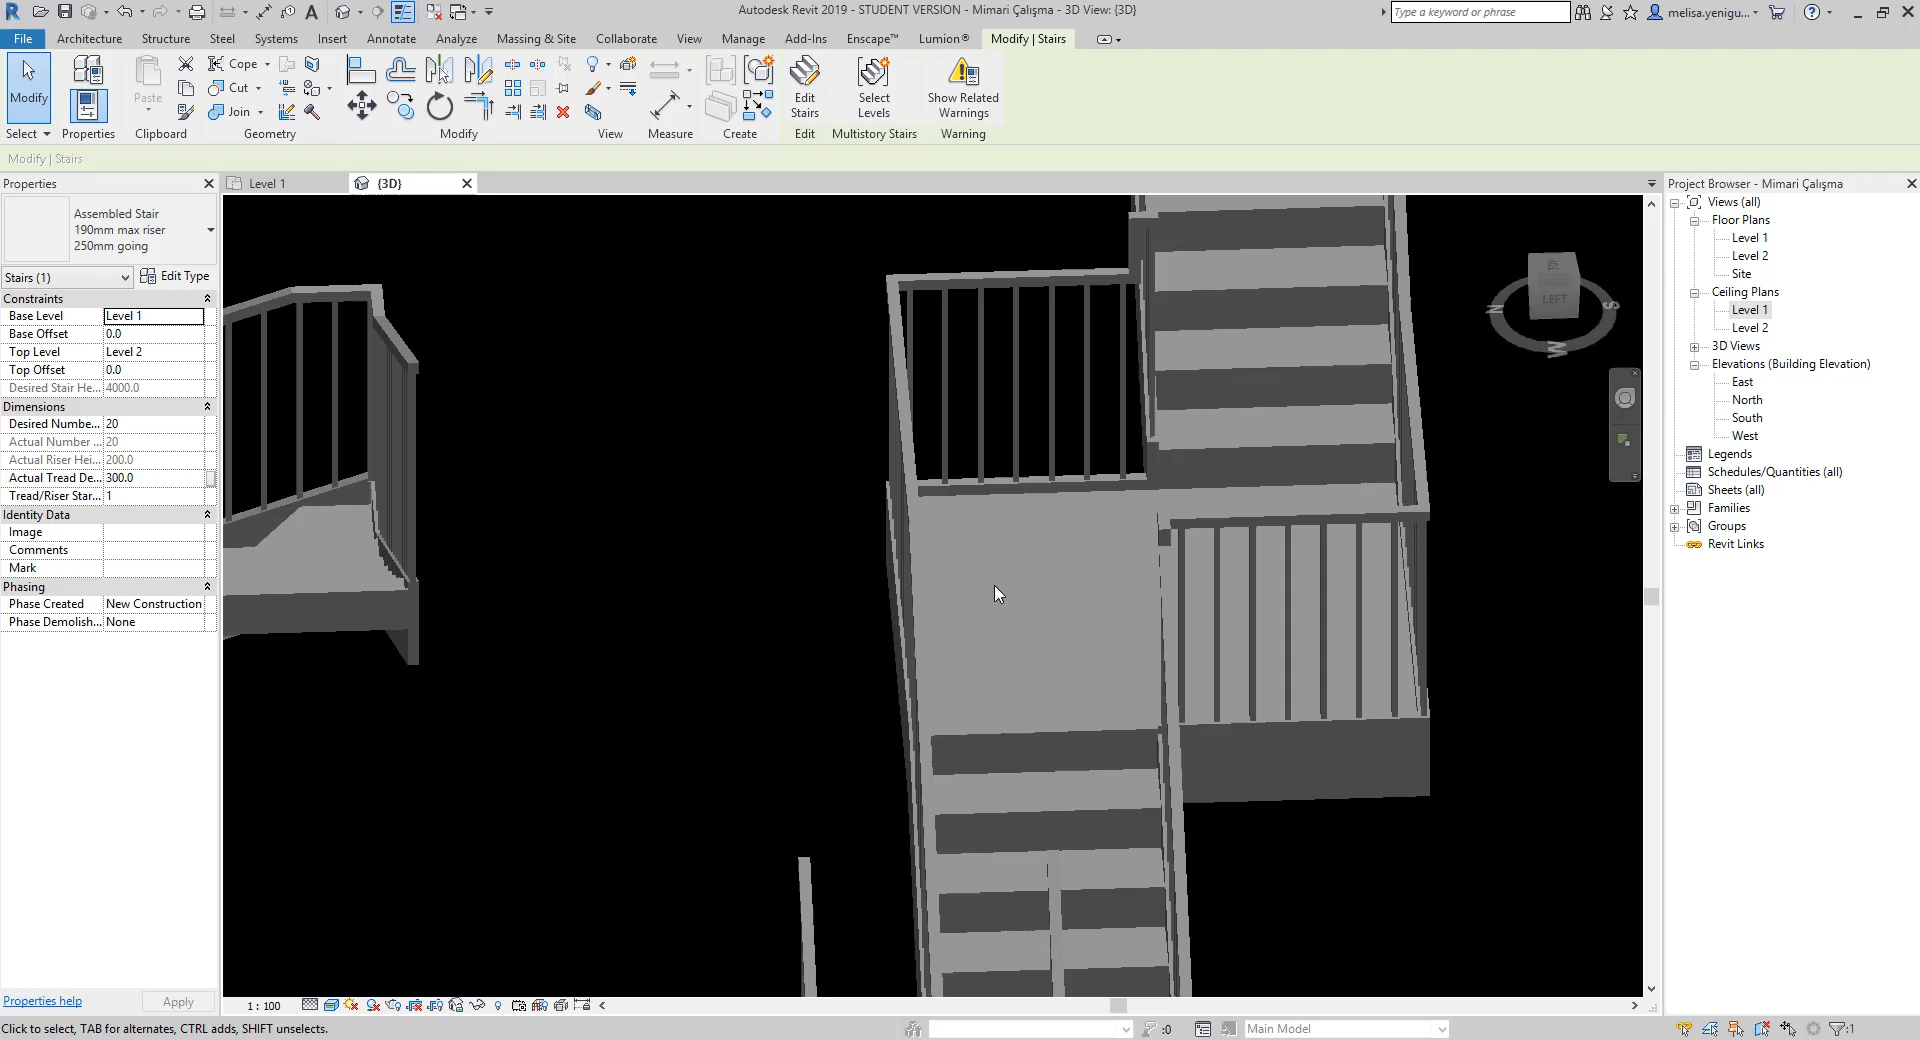 Autodesk Revit 2019 - STUDENT VERSION - Mimari Çalışma - 3D View: {3D}
Type a keyword or phrase
melisa.yenigu...
File Architecture Structure Steel Systems Insert Annotate Analyze Massing & Site Collaborate View Manage Add-Ins Enscape™ Lumion® Modify | Stairs
Modify
Paste
Cope
Cut
Join
Edit Stairs
Select Levels
Show Related Warnings
Select Properties Clipboard Geometry Modify View Measure Create Edit Multistory Stairs Warning
Modify | Stairs
Properties
Level 1
{3D}
Project Browser - Mimari Çalışma
Assembled Stair
190mm max riser
250mm going
Stairs (1)
Edit Type
Constraints
Base Level Level 1
Base Offset 0.0
Top Level Level 2
Top Offset 0.0
Desired Stair He... 4000.0
Dimensions
Desired Numbe... 20
Actual Number ... 20
Actual Riser Hei... 200.0
Actual Tread De... 300.0
Tread/Riser Star... 1
Identity Data
Image
Comments
Mark
Phasing
Phase Created New Construction
Phase Demolish... None
LEFT
N
S
W
Views (all)
Floor Plans
Level 1
Level 2
Site
Ceiling Plans
Level 1
Level 2
3D Views
Elevations (Building Elevation)
East
North
South
West
Legends
Schedules/Quantities (all)
Sheets (all)
Families
Groups
Revit Links
Properties help
Apply
1 : 100
Click to select, TAB for alternates, CTRL adds, SHIFT unselects.
:0
Main Model
:1